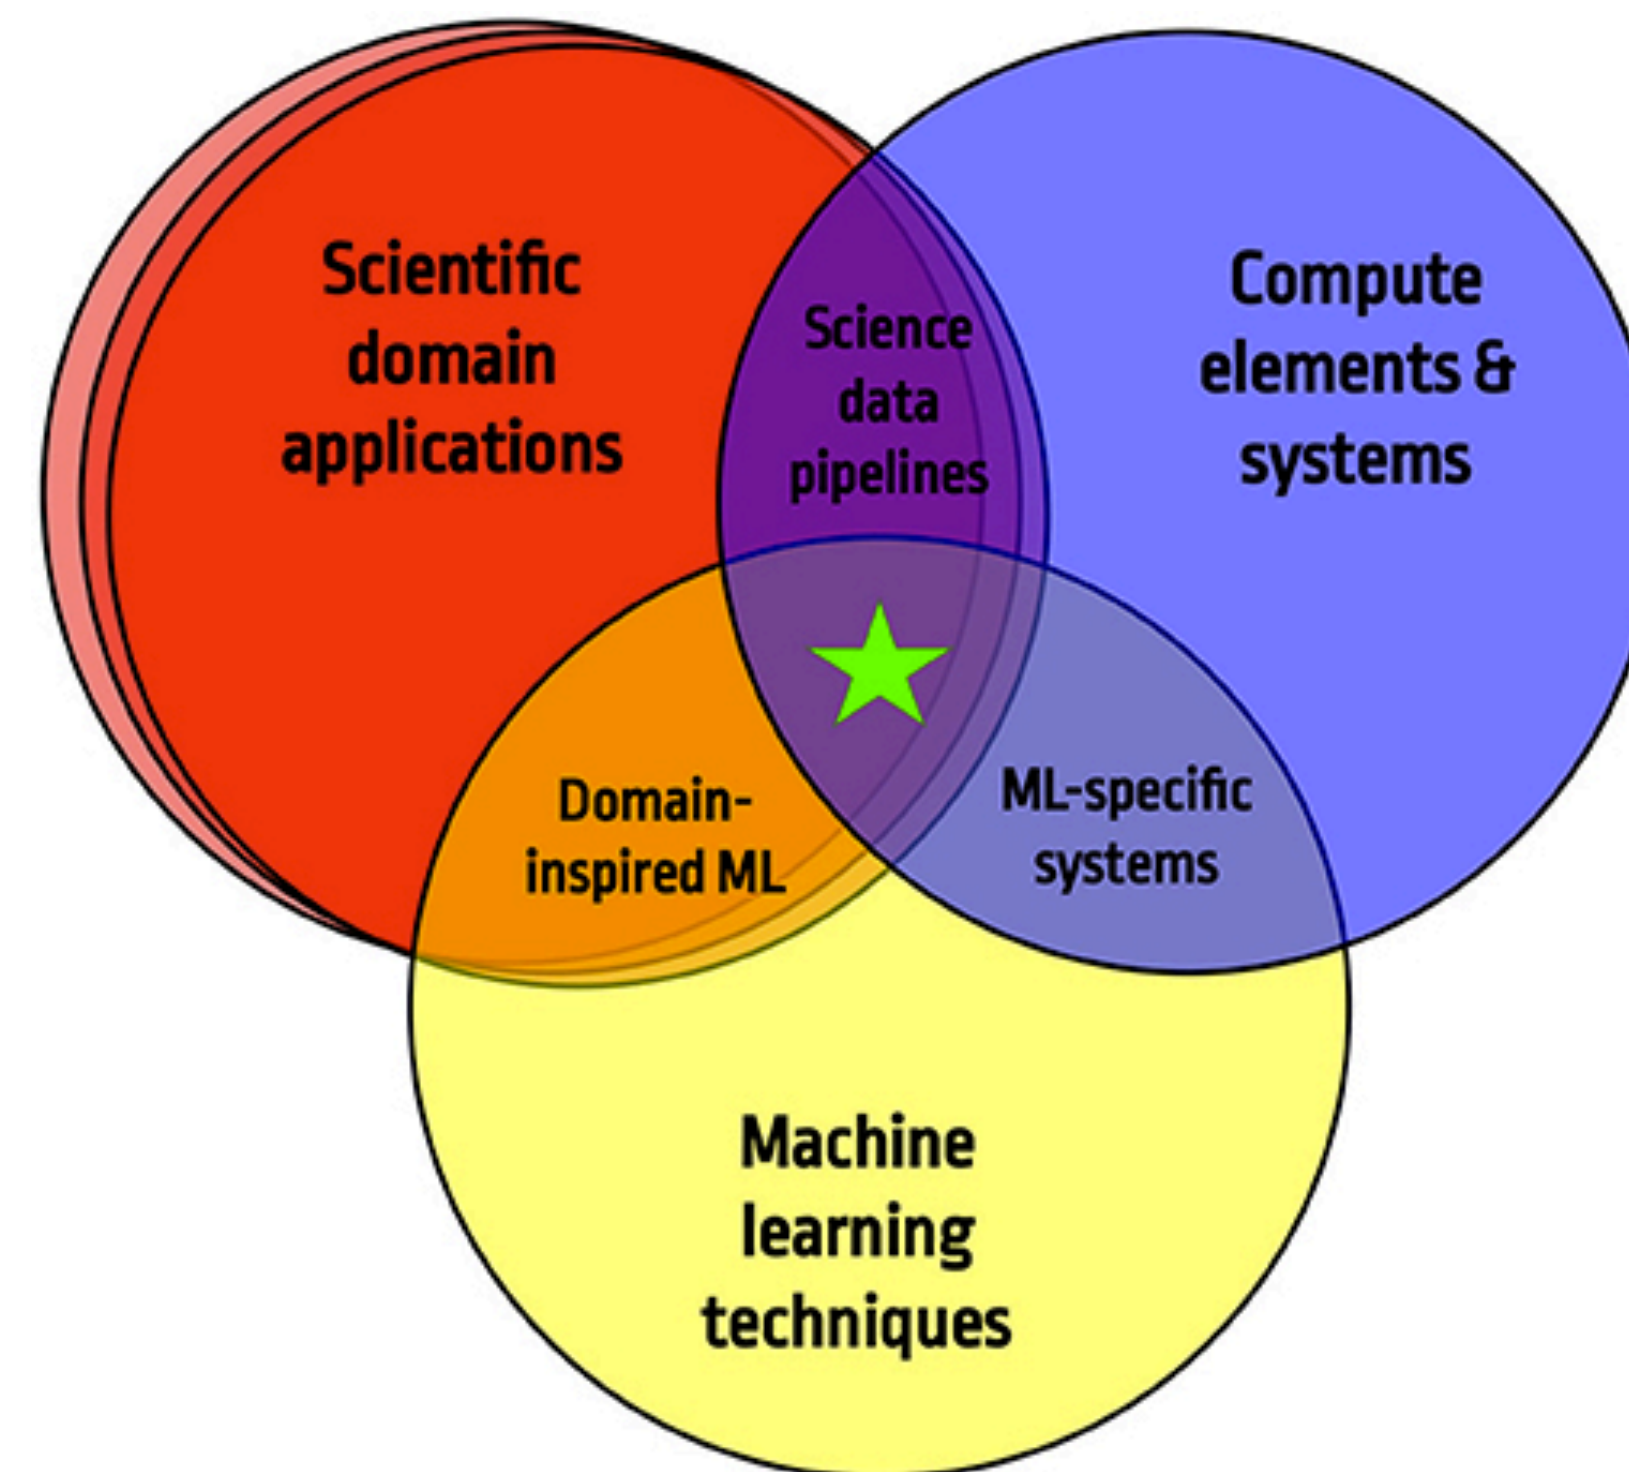 Scientific
domain
applications
Compute
elements &
systems
Science
data
pipelines
Domain-
inspired ML
ML-specific
systems
Machine
learning
techniques